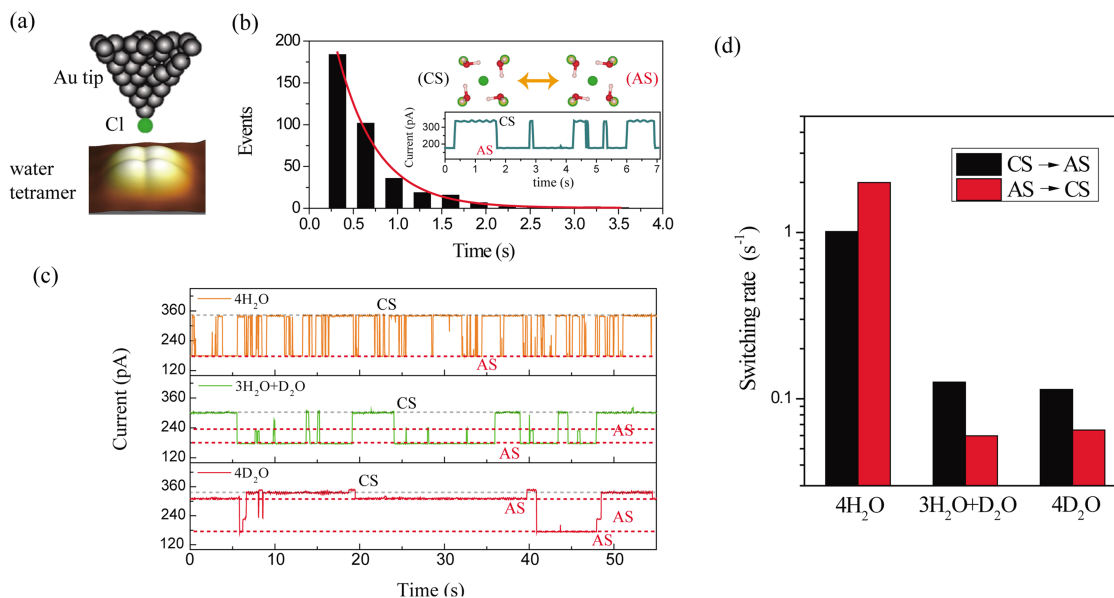 (a)
Au tip
Cl
water
tetramer
(b)
Events
200
150
100
50
0
0.0 0.5 1.0 1.5 2.0 2.5 3.0 3.5 4.0
Time (s)
(CS)
(AS)
Current (pA)
300
200
CS
AS
0 1 2 3 4 5 6 7
time (s)
(c)
Current (pA)
360
240
120
4H₂O
CS
AS
360
240
120
3H₂O+D₂O
CS
AS
AS
360
240
120
4D₂O
CS
AS
AS
AS
0 10 20 30 40 50
Time (s)
(d)
Switching rate (s⁻¹)
1
0.1
CS → AS
AS → CS
4H₂O 3H₂O+D₂O 4D₂O